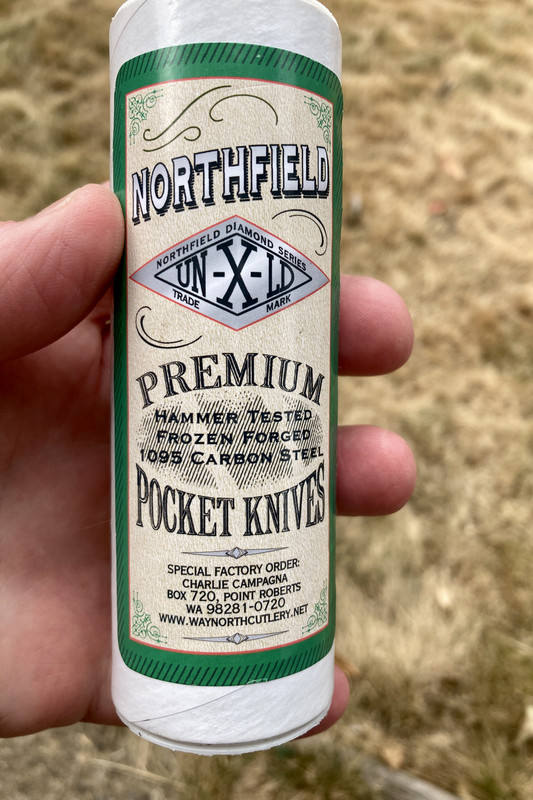 NORTHFIELD
NORTHFIELD DIAMOND SERIES
UN-X-LD
TRADE MARK
PREMIUM
HAMMER TESTED
FROZEN FORGED
1095 CARBON STEEL
POCKET KNIVES
SPECIAL FACTORY ORDER:
CHARLIE CAMPAGNA
BOX 720, POINT ROBERTS
WA 98281-0720
WWW.WAYNORTHCUTLERY.NET